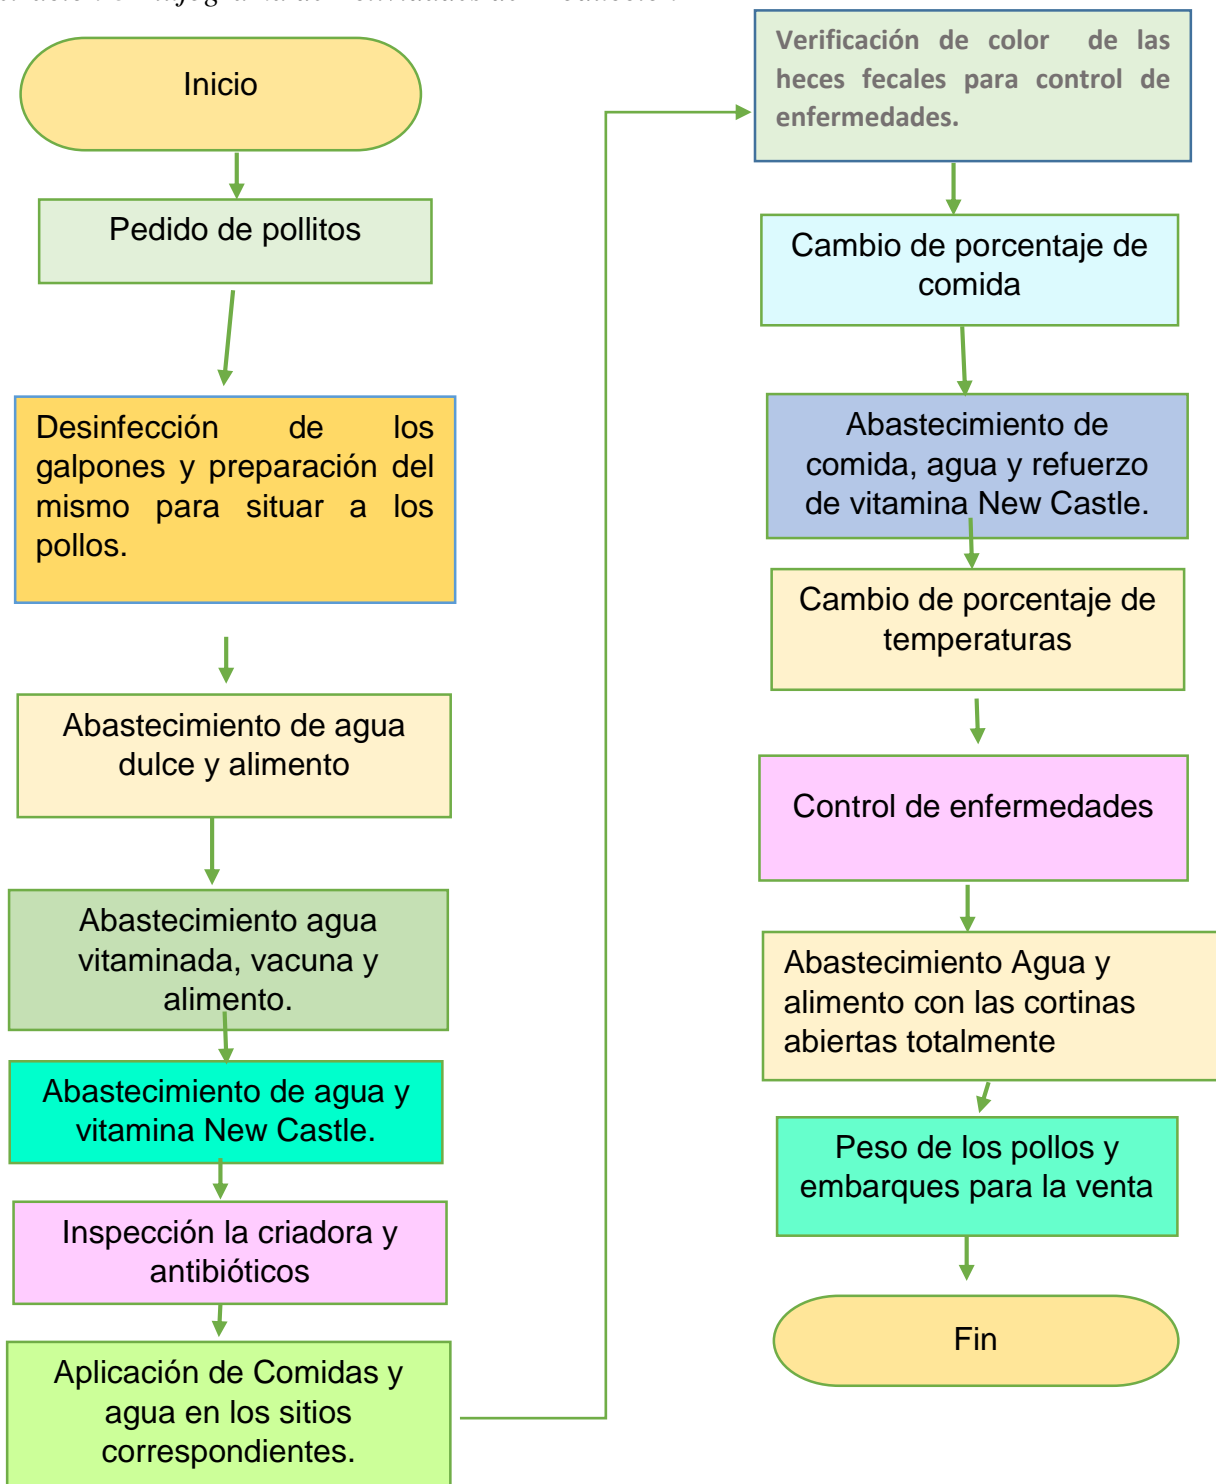 Inicio
Pedido de pollitos
Desinfección de los
galpones y preparación del
mismo para situar a los
pollos.
Abastecimiento de agua
dulce y alimento
Abastecimiento agua
vitaminada, vacuna y
alimento.
Abastecimiento de agua y
vitamina New Castle.
Inspección la criadora y
antibióticos
Aplicación de Comidas y
agua en los sitios
correspondientes.
Verificación de color de las
heces fecales para control de
enfermedades.
Cambio de porcentaje de
comida
Abastecimiento de
comida, agua y refuerzo
de vitamina New Castle.
Cambio de porcentaje de
temperaturas
Control de enfermedades
Abastecimiento Agua y
alimento con las cortinas
abiertas totalmente
Peso de los pollos y
embarques para la venta
Fin